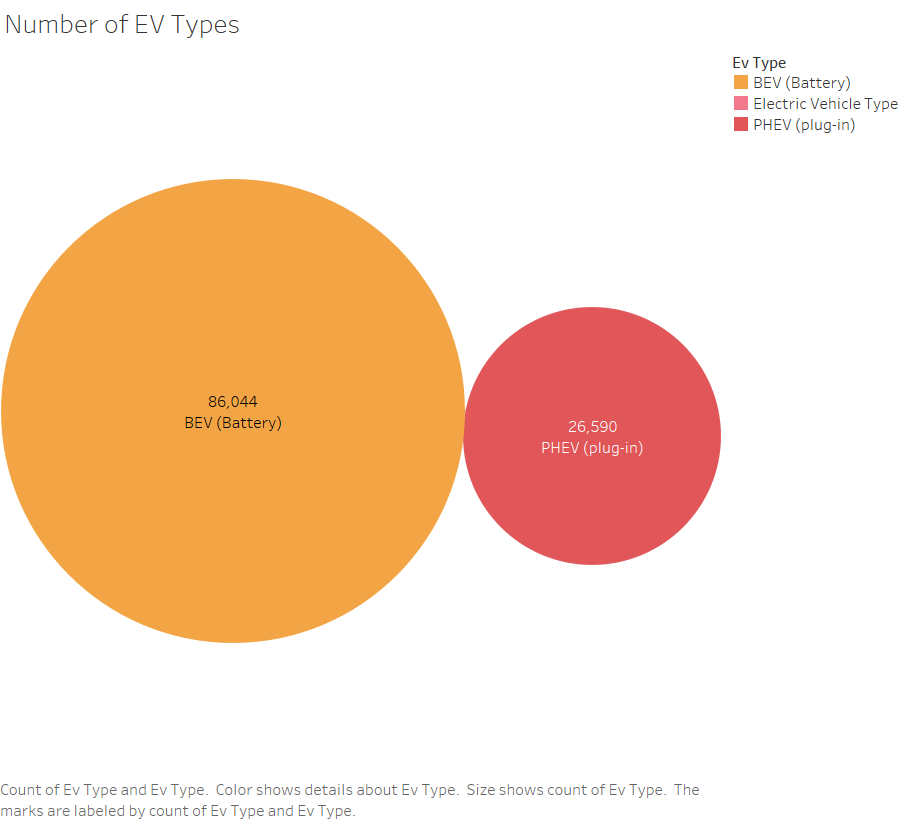 Number of EV Types
Ev Type
BEV (Battery)
Electric Vehicle Type
PHEV (plug-in)
86,044
BEV (Battery)
26,590
PHEV (plug-in)
Count of Ev Type and Ev Type.  Color shows details about Ev Type.  Size shows count of Ev Type.  The
marks are labeled by count of Ev Type and Ev Type.